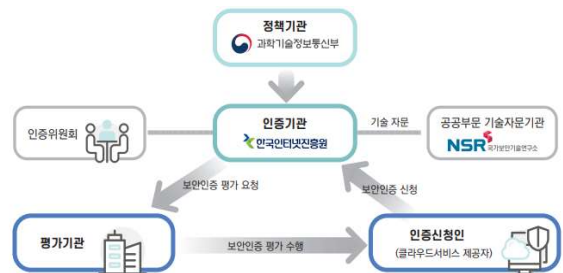 정책기관
과학기술정보통신부
인증위원회
인증기관
한국인터넷진흥원
기술 자문
공공부문 기술자문기관
NSR 국가보안기술연구소
보안인증 평가 요청
보안인증 신청
평가기관
보안인증 평가 수행
인증신청인
(클라우드서비스 제공자)